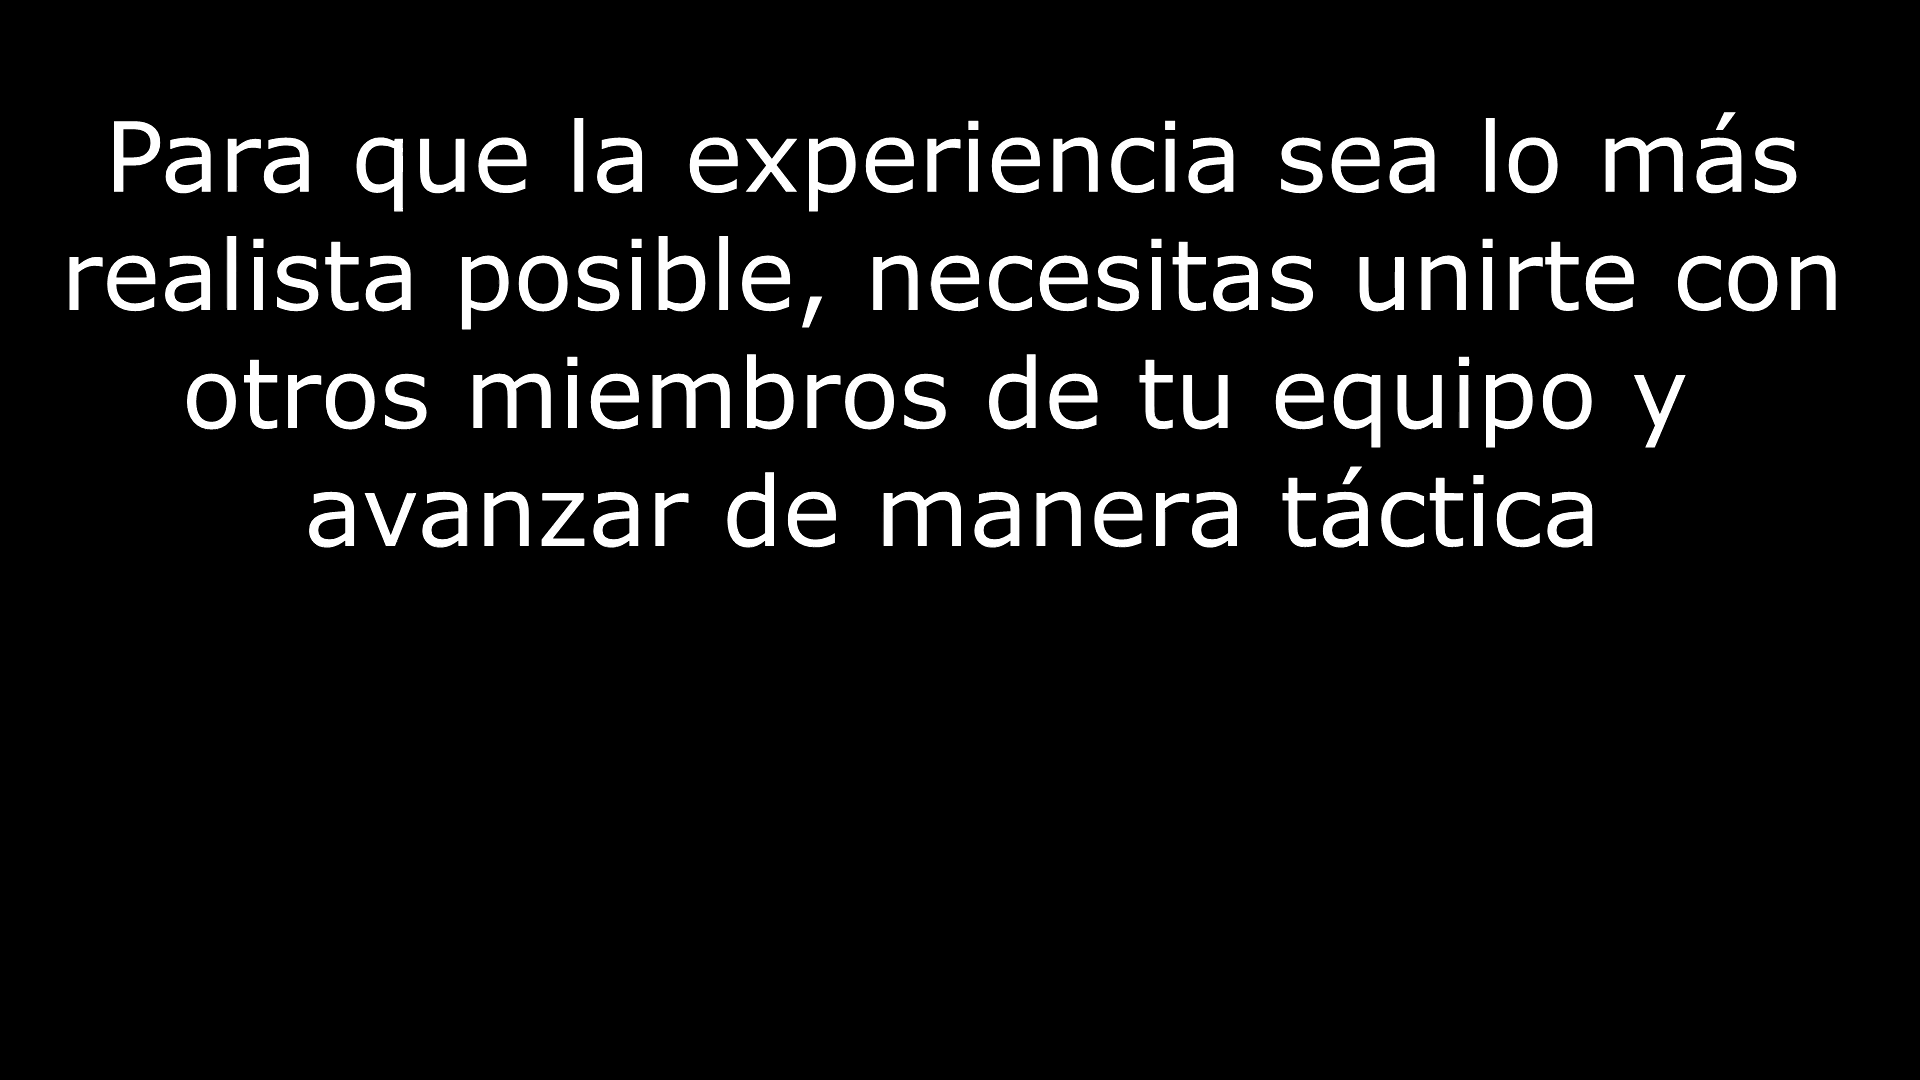 Para que la experiencia sea lo más
realista posible, necesitas unirte con
otros miembros de tu equipo y
avanzar de manera táctica